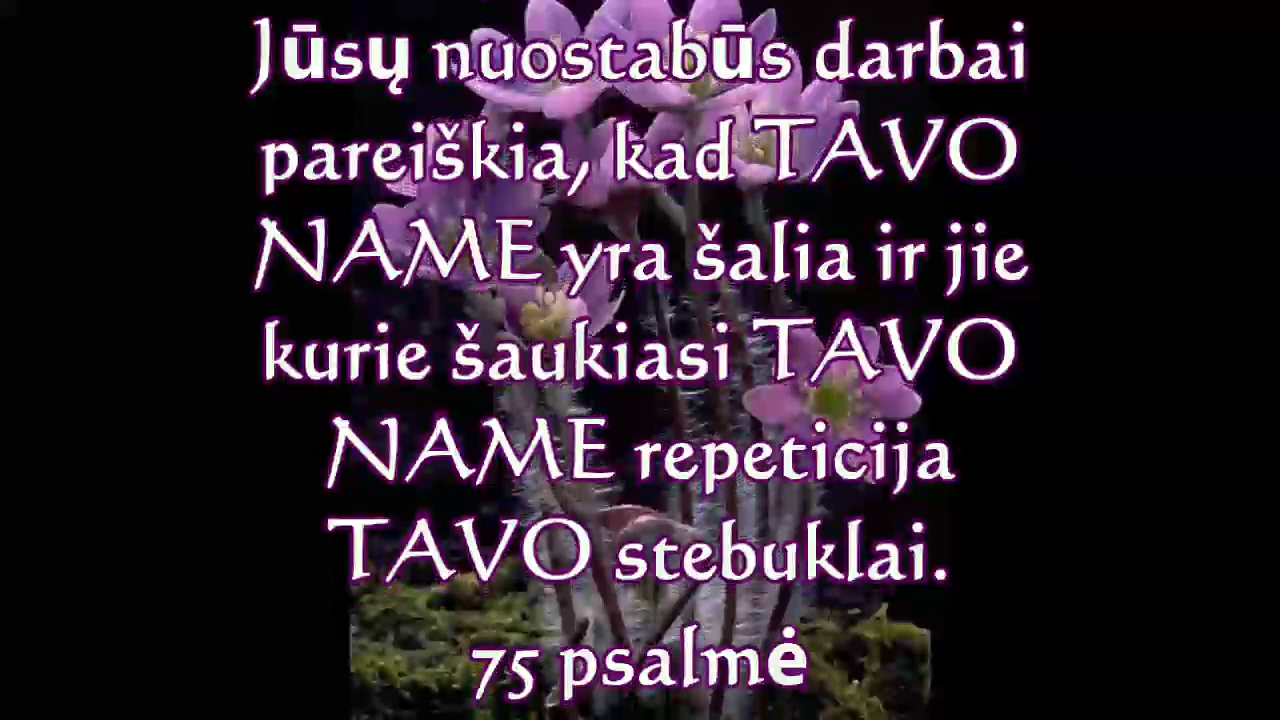 Jūsų nuostabūs darbai
pareiškia, kad TAVO
NAME yra šalia ir jie
kurie šaukiasi TAVO
NAME repeticija
TAVO stebuklai.
75 psalmė